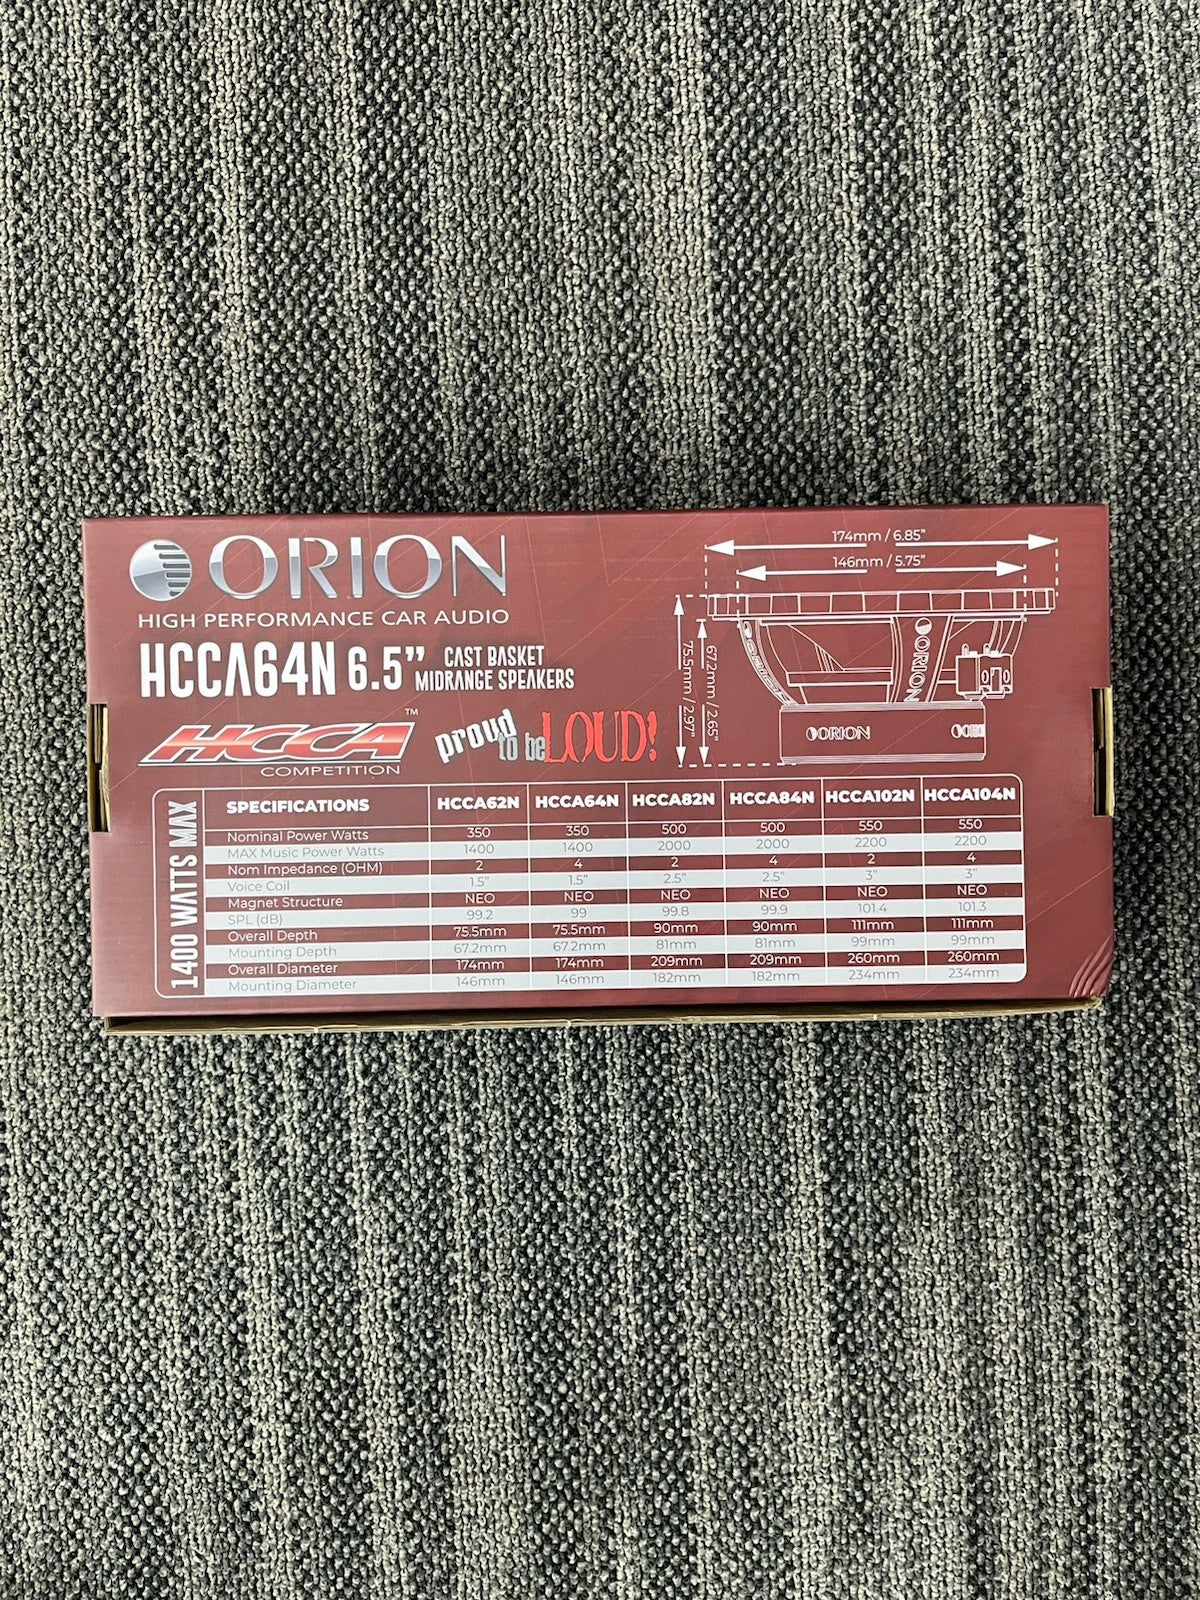 ORION
HIGH PERFORMANCE CAR AUDIO
HCCA64N 6.5” CAST BASKET
MIDRANGE SPEAKERS
HCCA™
COMPETITION
proud to be LOUD!
174mm / 6.85”
146mm / 5.75”
75.5mm / 2.97”
67.2mm / 2.65”
ORION
ORION
1400 WATTS MAX
SPECIFICATIONS HCCA62N HCCA64N HCCA82N HCCA84N HCCA102N HCCA104N
Nominal Power Watts 350 350 500 500 550 550
MAX Music Power Watts 1400 1400 2000 2000 2200 2200
Nom Impedance (OHM) 2 4 2 4 2 4
Voice Coil 1.5” 1.5” 2.5” 2.5” 3” 3”
Magnet Structure NEO NEO NEO NEO NEO NEO
SPL (dB) 99.2 99 99.8 99.9 101.4 101.3
Overall Depth 75.5mm 75.5mm 90mm 90mm 111mm 111mm
Mounting Depth 67.2mm 67.2mm 81mm 81mm 99mm 99mm
Overall Diameter 174mm 174mm 209mm 209mm 260mm 260mm
Mounting Diameter 146mm 146mm 182mm 182mm 234mm 234mm